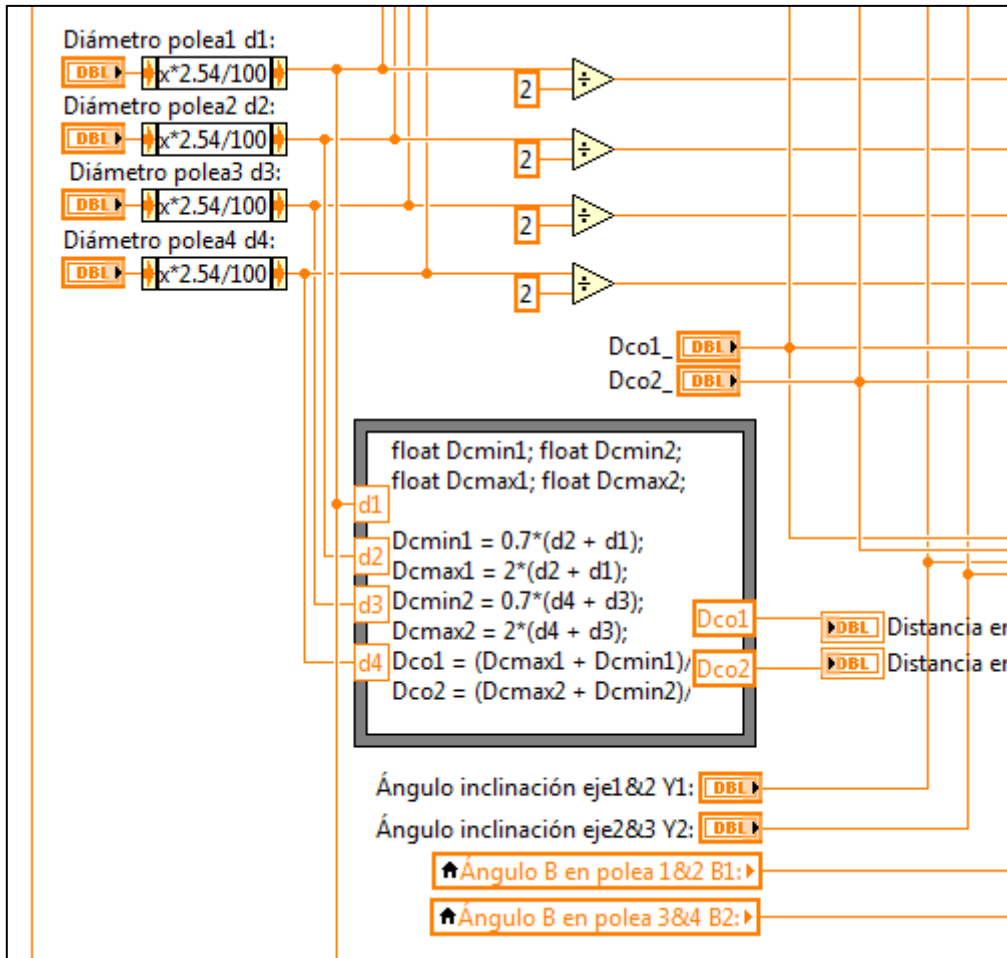 Diámetro polea1 d1:
DBL
x*2.54/100
2
÷
Diámetro polea2 d2:
DBL
x*2.54/100
2
÷
Diámetro polea3 d3:
DBL
x*2.54/100
2
÷
Diámetro polea4 d4:
DBL
x*2.54/100
2
÷
Dco1_ DBL
Dco2_ DBL
float Dcmin1; float Dcmin2;
float Dcmax1; float Dcmax2;
d1
Dcmin1 = 0.7*(d2 + d1);
d2
Dcmax1 = 2*(d2 + d1);
d3
Dcmin2 = 0.7*(d4 + d3);
Dcmax2 = 2*(d4 + d3);
d4
Dco1 = (Dcmax1 + Dcmin1)/
Dco2 = (Dcmax2 + Dcmin2)/
Dco1
DBL Distancia
Dco2
DBL Distancia
Ángulo inclinación eje1&2 Y1: DBL
Ángulo inclinación eje2&3 Y2: DBL
Ángulo B en polea 1&2 B1:
Ángulo B en polea 3&4 B2: